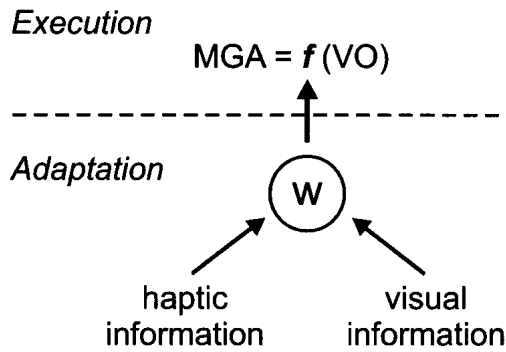 Execution
MGA = f (VO)
Adaptation
w
haptic
information
visual
information